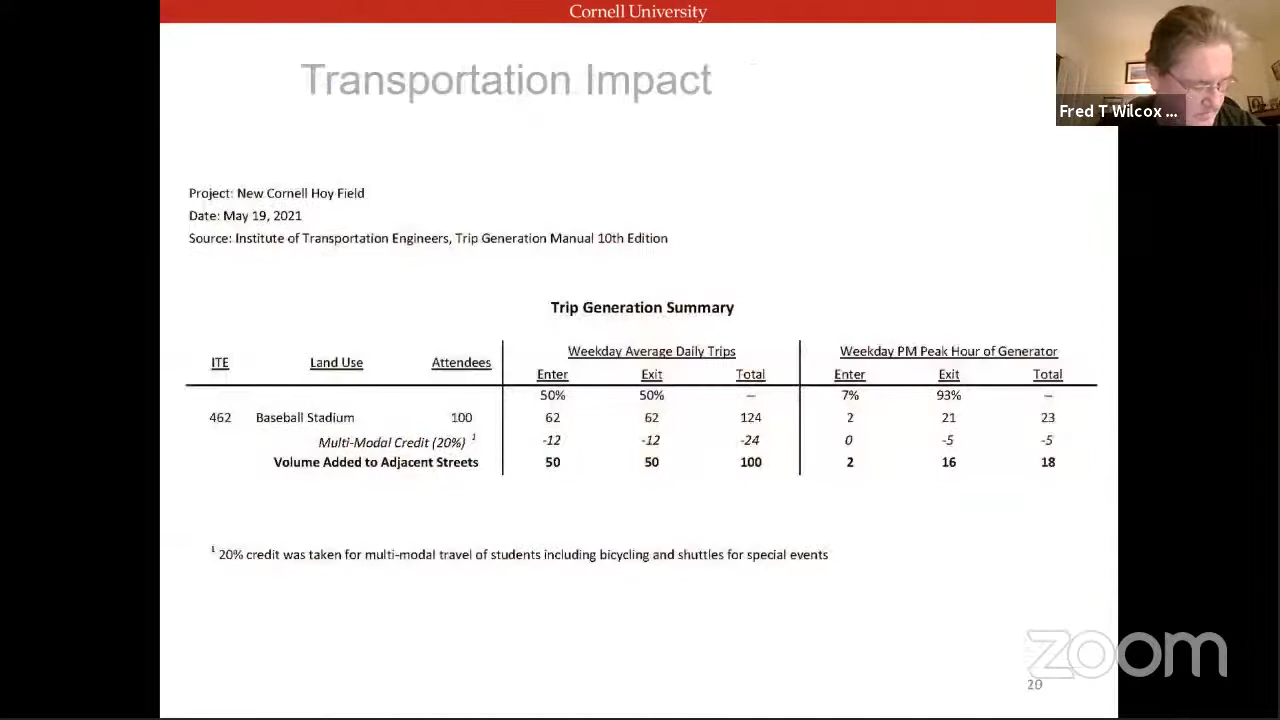 Cornell University
Transportation Impact
Fred T Wilcox ...
Project: New Cornell Hoy Field
Date: May 19, 2021
Source: Institute of Transportation Engineers, Trip Generation Manual 10th Edition
Trip Generation Summary
ITE Land Use Attendees Weekday Average Daily Trips Weekday PM Peak Hour of Generator
Enter Exit Total Enter Exit Total
50% 50% – 7% 93% –
462 Baseball Stadium 100 62 62 124 2 21 23
Multi-Modal Credit (20%) 1 -12 -12 -24 0 -5 -5
Volume Added to Adjacent Streets 50 50 100 2 16 18
1 20% credit was taken for multi-modal travel of students including bicycling and shuttles for special events
zoom
20